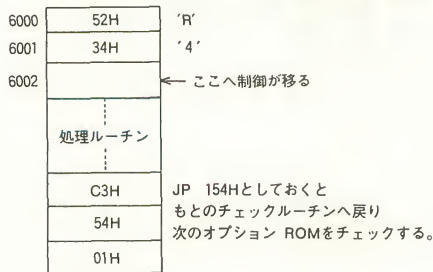 6000 52H 'R'
6001 34H '4'
6002 ここへ制御が移る
処理ルーチン
C3H JP 154Hとしておくと
54H もとのチェックルーチンへ戻り
次のオプション ROMをチェックする。
01H